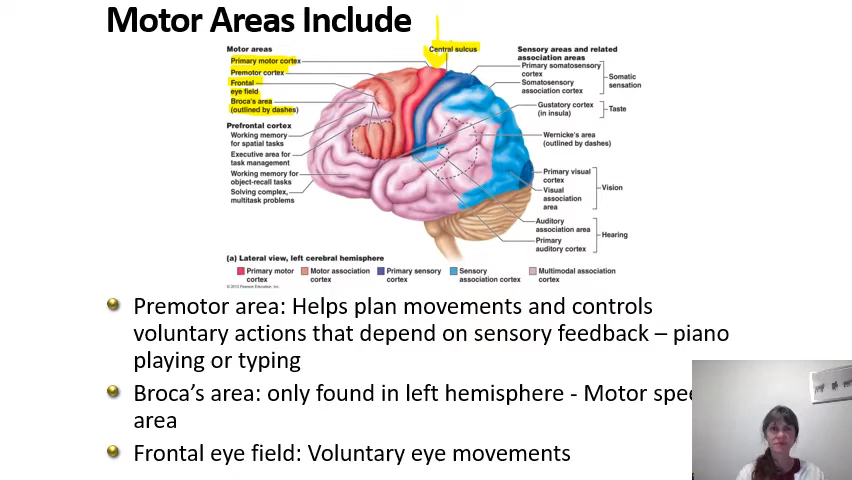 Motor Areas Include
Motor areas
Primary motor cortex
Premotor cortex
Frontal
eye field
Broca's area
(outlined by dashes)
Prefrontal cortex
Working memory
for spatial tasks
Executive area for
task management
Working memory for
object-recall tasks
Solving complex,
multitask problems
Central sulcus
Sensory areas and related
association areas
Primary somatosensory
cortex
Somatosensory
association cortex
Somatic
sensation
Gustatory cortex
(in insula)
Taste
Wernicke's area
(outlined by dashes)
Primary visual
cortex
Visual
association
area
Vision
Auditory
association area
Primary
auditory cortex
Hearing
(a) Lateral view, left cerebral hemisphere
Primary motor
cortex
Motor association
cortex
Primary sensory
cortex
Sensory
association cortex
Multimodal association
cortex
© 2013 Pearson Education, Inc.
Premotor area: Helps plan movements and controls
voluntary actions that depend on sensory feedback – piano
playing or typing
Broca's area: only found in left hemisphere - Motor spe
area
Frontal eye field: Voluntary eye movements